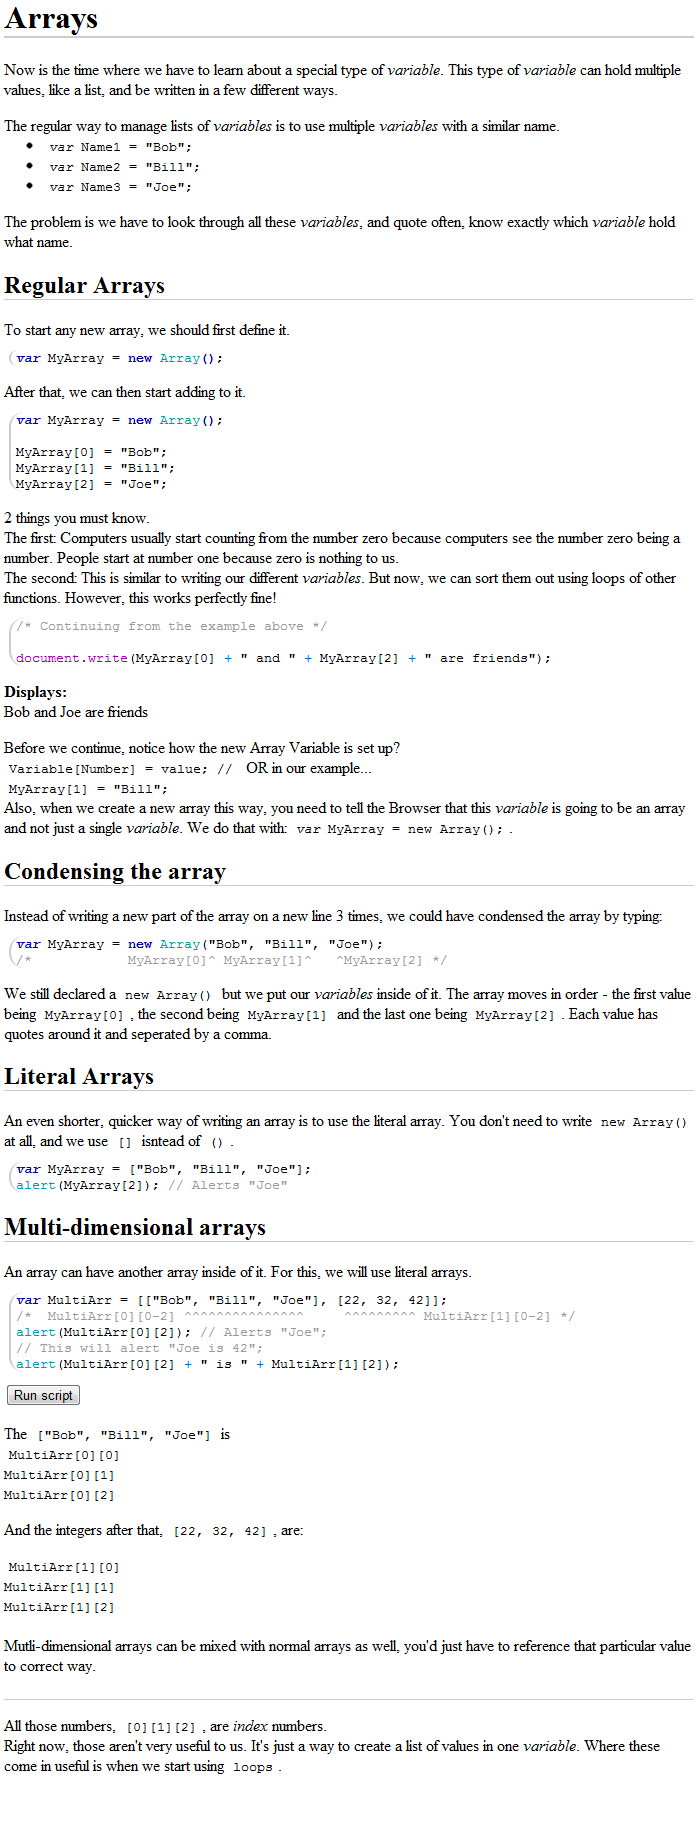 Arrays
Now is the time where we have to learn about a special type of variable. This type of variable can hold multiple
values, like a list, and be written in a few different ways.
The regular way to manage lists of variables is to use multiple variables with a similar name.
• var Name1 = "Bob";
• var Name2 = "Bill";
• var Name3 = "Joe";
The problem is we have to look through all these variables, and quote often, know exactly which variable hold
what name.
Regular Arrays
To start any new array, we should first define it.
var MyArray = new Array();
After that, we can then start adding to it.
var MyArray = new Array();
MyArray[0] = "Bob";
MyArray[1] = "Bill";
MyArray[2] = "Joe";
2 things you must know.
The first: Computers usually start counting from the number zero because computers see the number zero being a
number. People start at number one because zero is nothing to us.
The second: This is similar to writing our different variables. But now, we can sort them out using loops of other
functions. However, this works perfectly fine!
/* Continuing from the example above */
document.write(MyArray[0] + " and " + MyArray[2] + " are friends");
Displays:
Bob and Joe are friends
Before we continue, notice how the new Array Variable is set up?
Variable[Number] = value; // OR in our example...
MyArray[1] = "Bill";
Also, when we create a new array this way, you need to tell the Browser that this variable is going to be an array
and not just a single variable. We do that with: var MyArray = new Array(); .
Condensing the array
Instead of writing a new part of the array on a new line 3 times, we could have condensed the array by typing:
var MyArray = new Array("Bob", "Bill", "Joe");
/*            MyArray[0]^ MyArray[1]^   ^MyArray[2] */
We still declared a new Array() but we put our variables inside of it. The array moves in order - the first value
being MyArray[0] , the second being MyArray[1] and the last one being MyArray[2] . Each value has
quotes around it and seperated by a comma.
Literal Arrays
An even shorter, quicker way of writing an array is to use the literal array. You don't need to write new Array()
at all, and we use [] isntead of () .
var MyArray = ["Bob", "Bill", "Joe"];
alert(MyArray[2]); // Alerts "Joe"
Multi-dimensional arrays
An array can have another array inside of it. For this, we will use literal arrays.
var MultiArr = [["Bob", "Bill", "Joe"], [22, 32, 42]];
/*  MultiArr[0][0-2] ^^^^^^^^^^^^^^^     ^^^^^^^^^ MultiArr[1][0-2] */
alert(MultiArr[0][2]); // Alerts "Joe";
// This will alert "Joe is 42";
alert(MultiArr[0][2] + " is " + MultiArr[1][2]);
Run script
The ["Bob", "Bill", "Joe"] is
MultiArr[0][0]
MultiArr[0][1]
MultiArr[0][2]
And the integers after that, [22, 32, 42] , are:
MultiArr[1][0]
MultiArr[1][1]
MultiArr[1][2]
Mutli-dimensional arrays can be mixed with normal arrays as well, you'd just have to reference that particular value
to correct way.
All those numbers, [0][1][2] , are index numbers.
Right now, those aren't very useful to us. It's just a way to create a list of values in one variable. Where these
come in useful is when we start using loops .